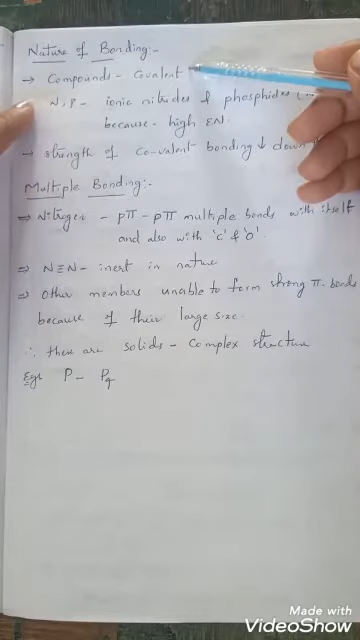 Nature of Bonding:-
→ Compounds - Covalent
N, P - ionic nitrides & phosphides
because - high EN.
→ strength of co-valent bonding ↓ down
Multiple Bonding:-
⇒ Nitrogen - pπ - pπ multiple bonds with itself
and also with 'c' & 'o'.
⇒ N≡N - inert in nature
⇒ Other members unable to form strong π-bonds
because of their large size.
∴ these are solids - complex structure
Egs P - P4
Made with
VideoShow